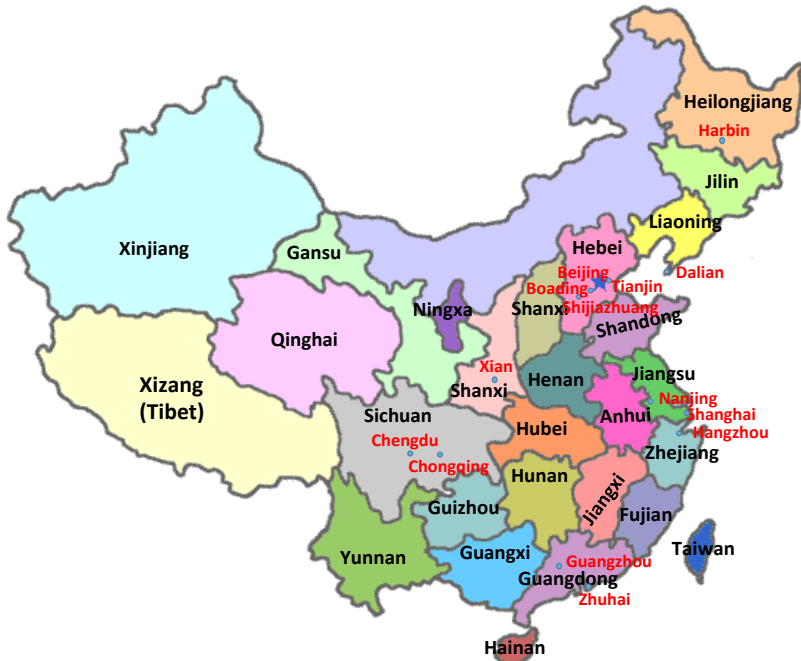 Heilongjiang
Harbin
Jilin
Liaoning
Xinjiang
Gansu
Hebei
Beijing
Dalian
Tianjin
Boading
Ningxa
Shanxi
Shijiazhuang
Shandong
Qinghai
Xian
Henan
Jiangsu
Xizang
(Tibet)
Shanxi
Nanjing
Sichuan
Anhui
Shanghai
Hubei
Hangzhou
Chengdu
Zhejiang
Chongqing
Hunan
Jiangxi
Guizhou
Fujian
Yunnan
Guangxi
Taiwan
Guangzhou
Guangdong
Zhuhai
Hainan